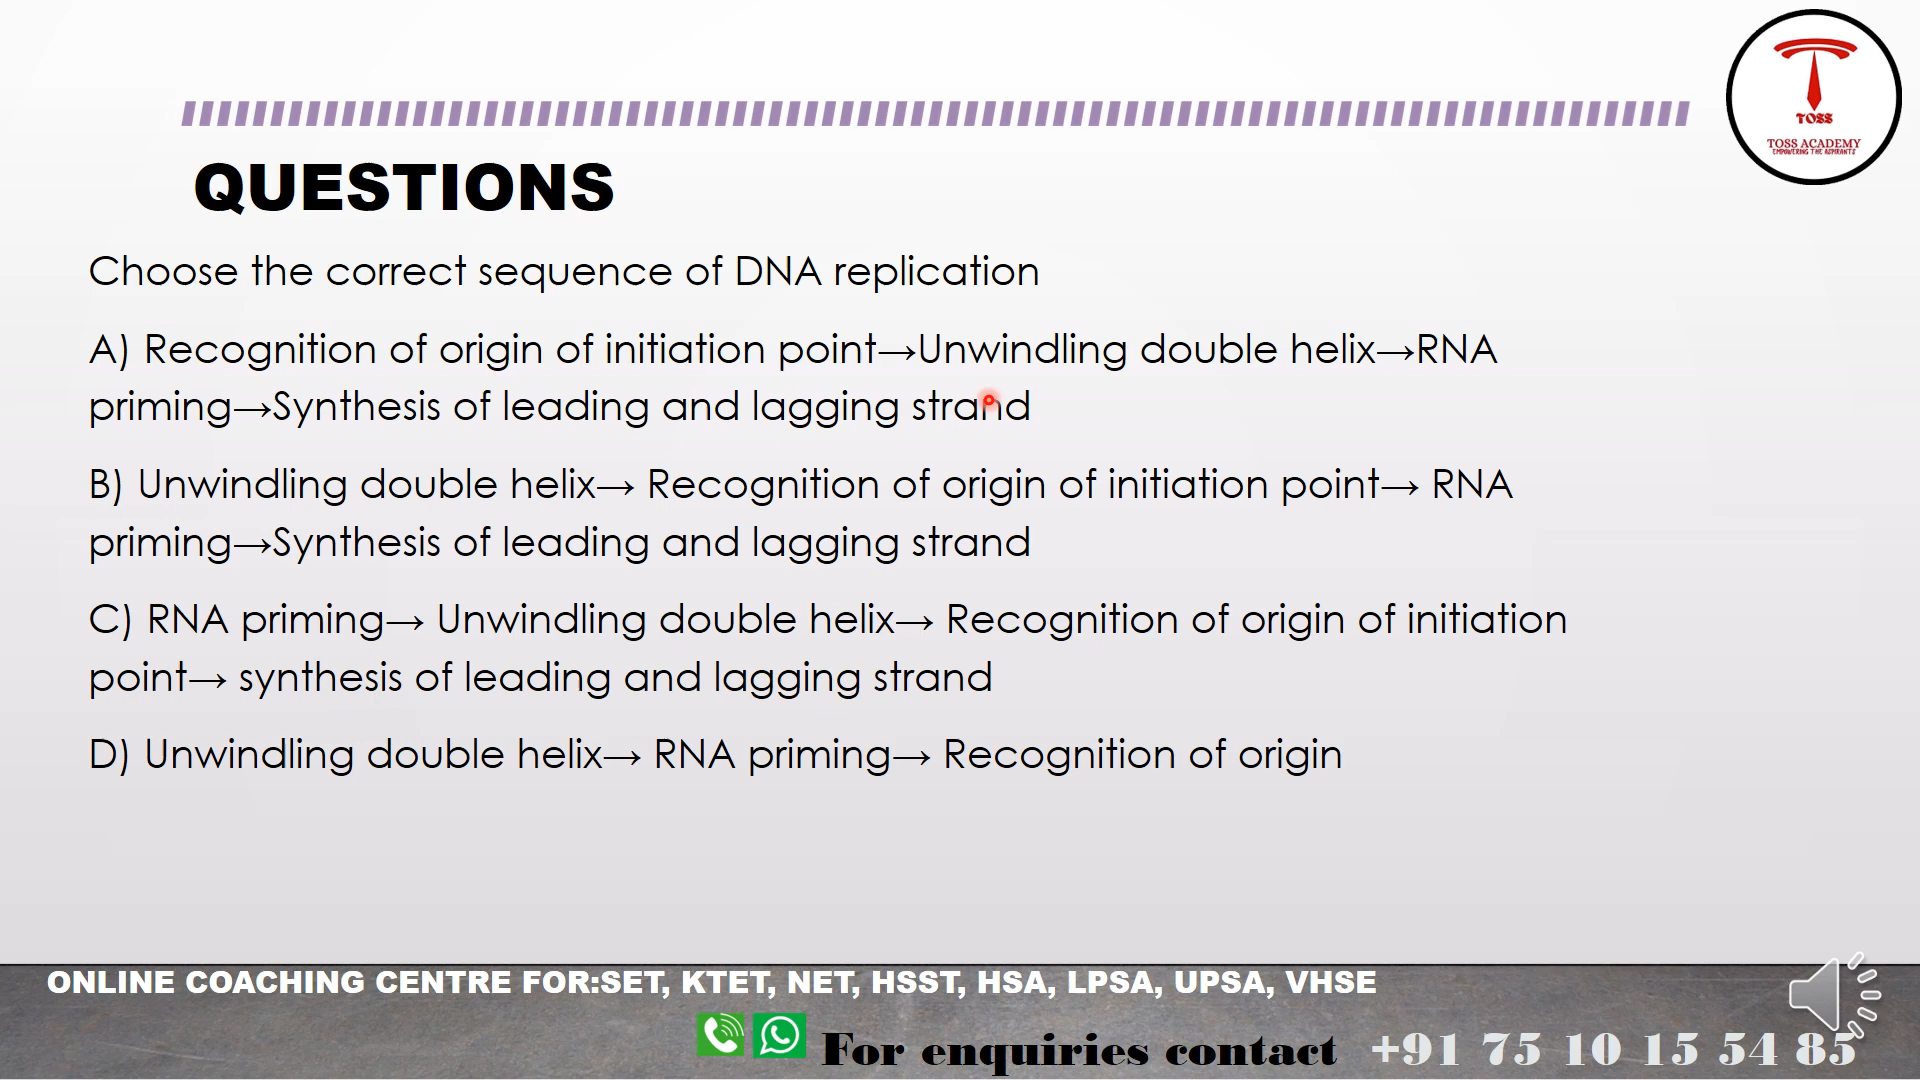 TOSS
TOSS ACADEMY
EMPOWERING THE ASPIRANTS
QUESTIONS
Choose the correct sequence of DNA replication
A) Recognition of origin of initiation point→Unwindling double helix→RNA
priming→Synthesis of leading and lagging strand
B) Unwindling double helix→ Recognition of origin of initiation point→ RNA
priming→Synthesis of leading and lagging strand
C) RNA priming→ Unwindling double helix→ Recognition of origin of initiation
point→ synthesis of leading and lagging strand
D) Unwindling double helix→ RNA priming→ Recognition of origin
ONLINE COACHING CENTRE FOR:SET, KTET, NET, HSST, HSA, LPSA, UPSA, VHSE
For enquiries contact +91 75 10 15 54 85